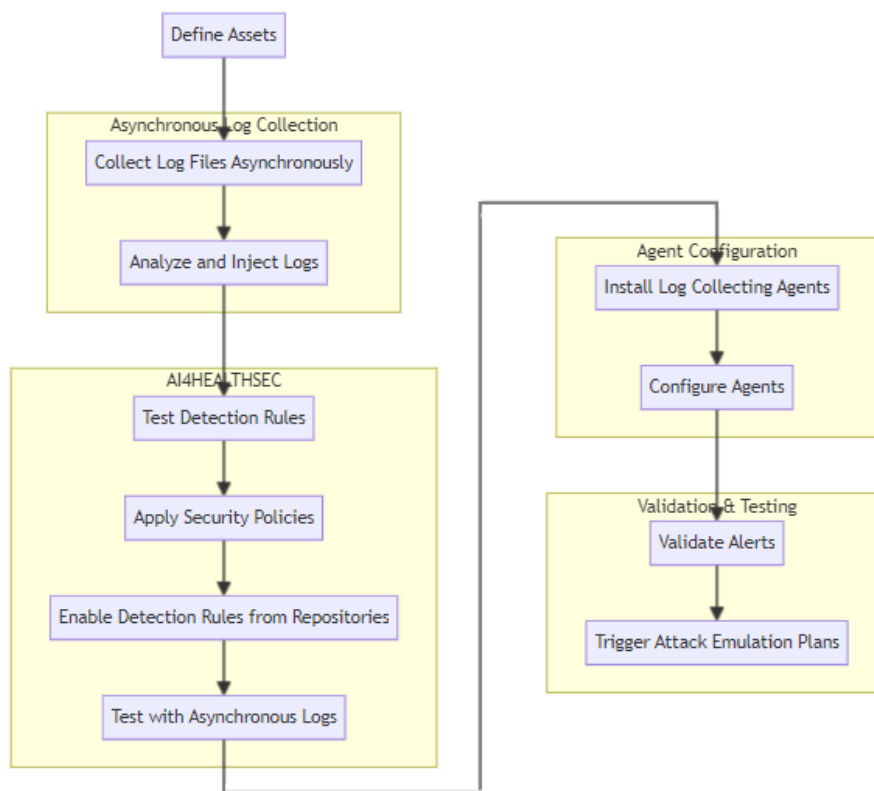 Define Assets
Asynchronous Log Collection
Collect Log Files Asynchronously
Analyze and Inject Logs
AI4HEALTHSEC
Test Detection Rules
Apply Security Policies
Enable Detection Rules from Repositories
Test with Asynchronous Logs
Agent Configuration
Install Log Collecting Agents
Configure Agents
Validation & Testing
Validate Alerts
Trigger Attack Emulation Plans